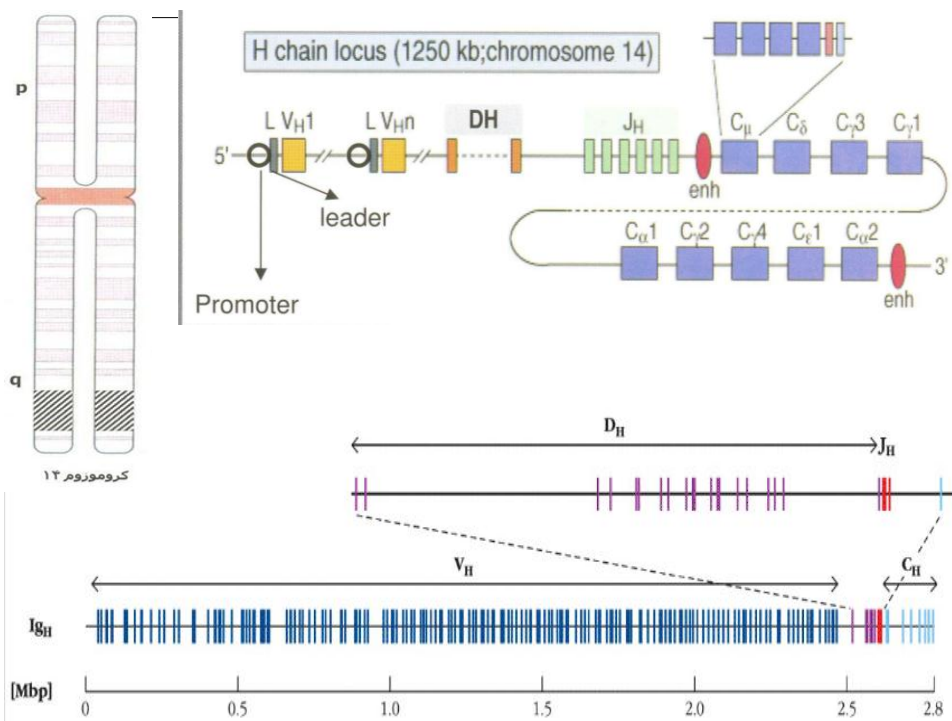 p
q
کروموزوم ۱۴
H chain locus (1250 kb;chromosome 14)
L VH1
L VHn
DH
JH
Cμ
Cδ
Cγ3
Cγ1
5'
enh
leader
Promoter
Cα1
Cγ2
Cγ4
Cε1
Cα2
3'
enh
DH
JH
VH
CH
IgH
[Mbp]
0
0.5
1.0
1.5
2.0
2.5
2.8